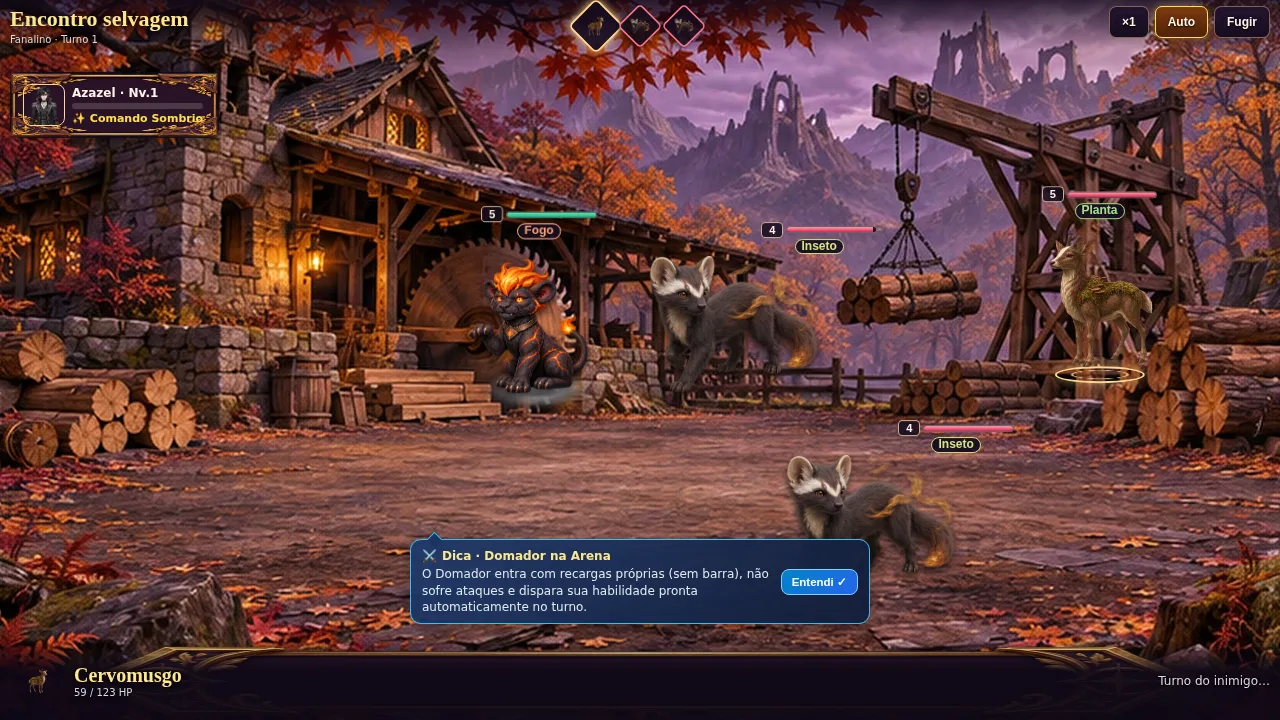 Encontro selvagem
Fanalino · Turno 1
×1
Auto
Fugir
Azazel · Nv.1
✨ Comando Sombrio
5
Fogo
4
Inseto
5
Planta
4
Inseto
⚔️ Dica · Domador na Arena
O Domador entra com recargas próprias (sem barra), não
sofre ataques e dispara sua habilidade pronta
automaticamente no turno.
Entendi ✓
Cervomusgo
59 / 123 HP
Turno do inimigo…